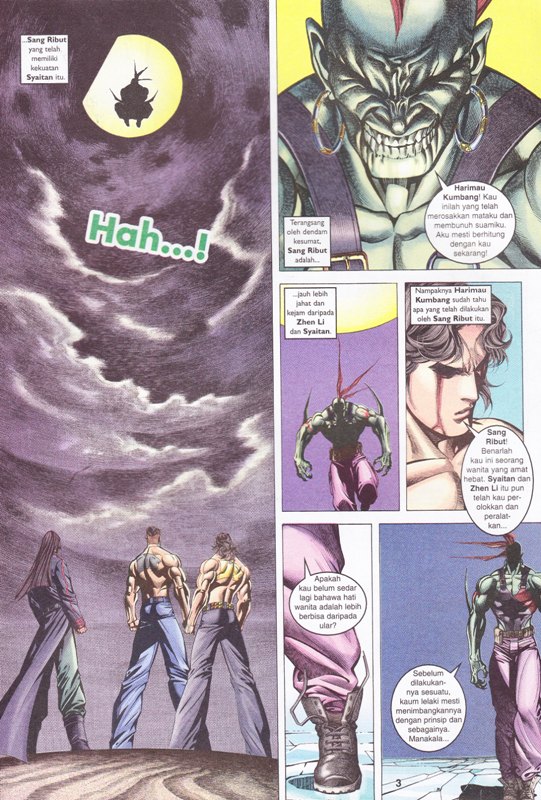 ...Sang Ribut
yang telah
memiliki
kekuatan
Syaitan itu.
Hah...!
Harimau
Kumbang! Kau
inilah yang telah
merosakkan mataku dan
membunuh suamiku.
Aku mesti berhitung
dengan kau
sekarang!
Terangsang
oleh dendam
kesumat,
Sang Ribut
adalah...
...jauh lebih
jahat dan
kejam daripada
Zhen Li
dan Syaitan.
Nampaknya Harimau
Kumbang sudah tahu
apa yang telah dilakukan
oleh Sang Ribut itu.
Sang
Ribut!
Benarlah
kau ini seorang
wanita yang amat
hebat. Syaitan dan
Zhen Li itu pun
telah kau per-
olokkan dan
peralat-
kan...
Apakah
kau belum sedar
lagi bahawa hati
wanita adalah lebih
berbisa daripada
ular?
Sebelum
dilakukan-
nya sesuatu,
kaum lelaki mesti
menimbangkannya
dengan prinsip dan
sebagainya.
Manakala...
3